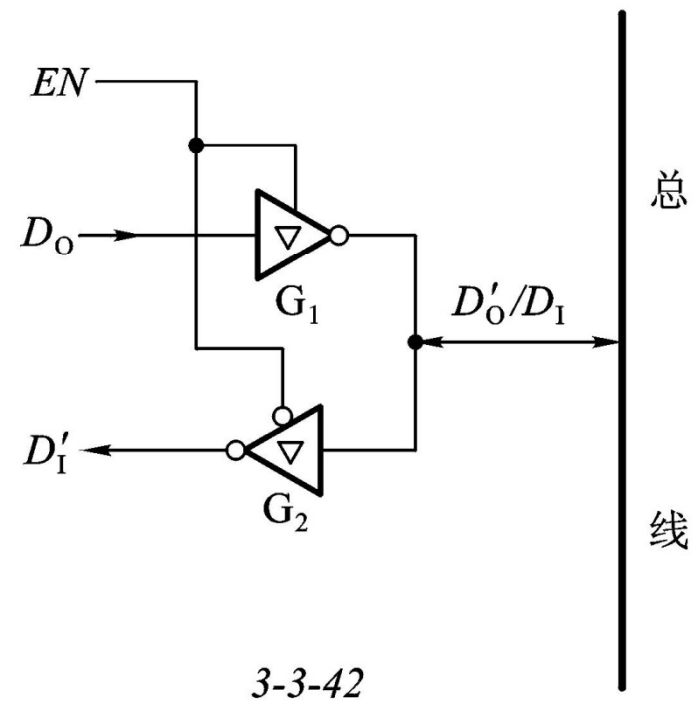 EN
总
D_O
G_1
D'_O/D_I
D'_I
G_2
线
3-3-42